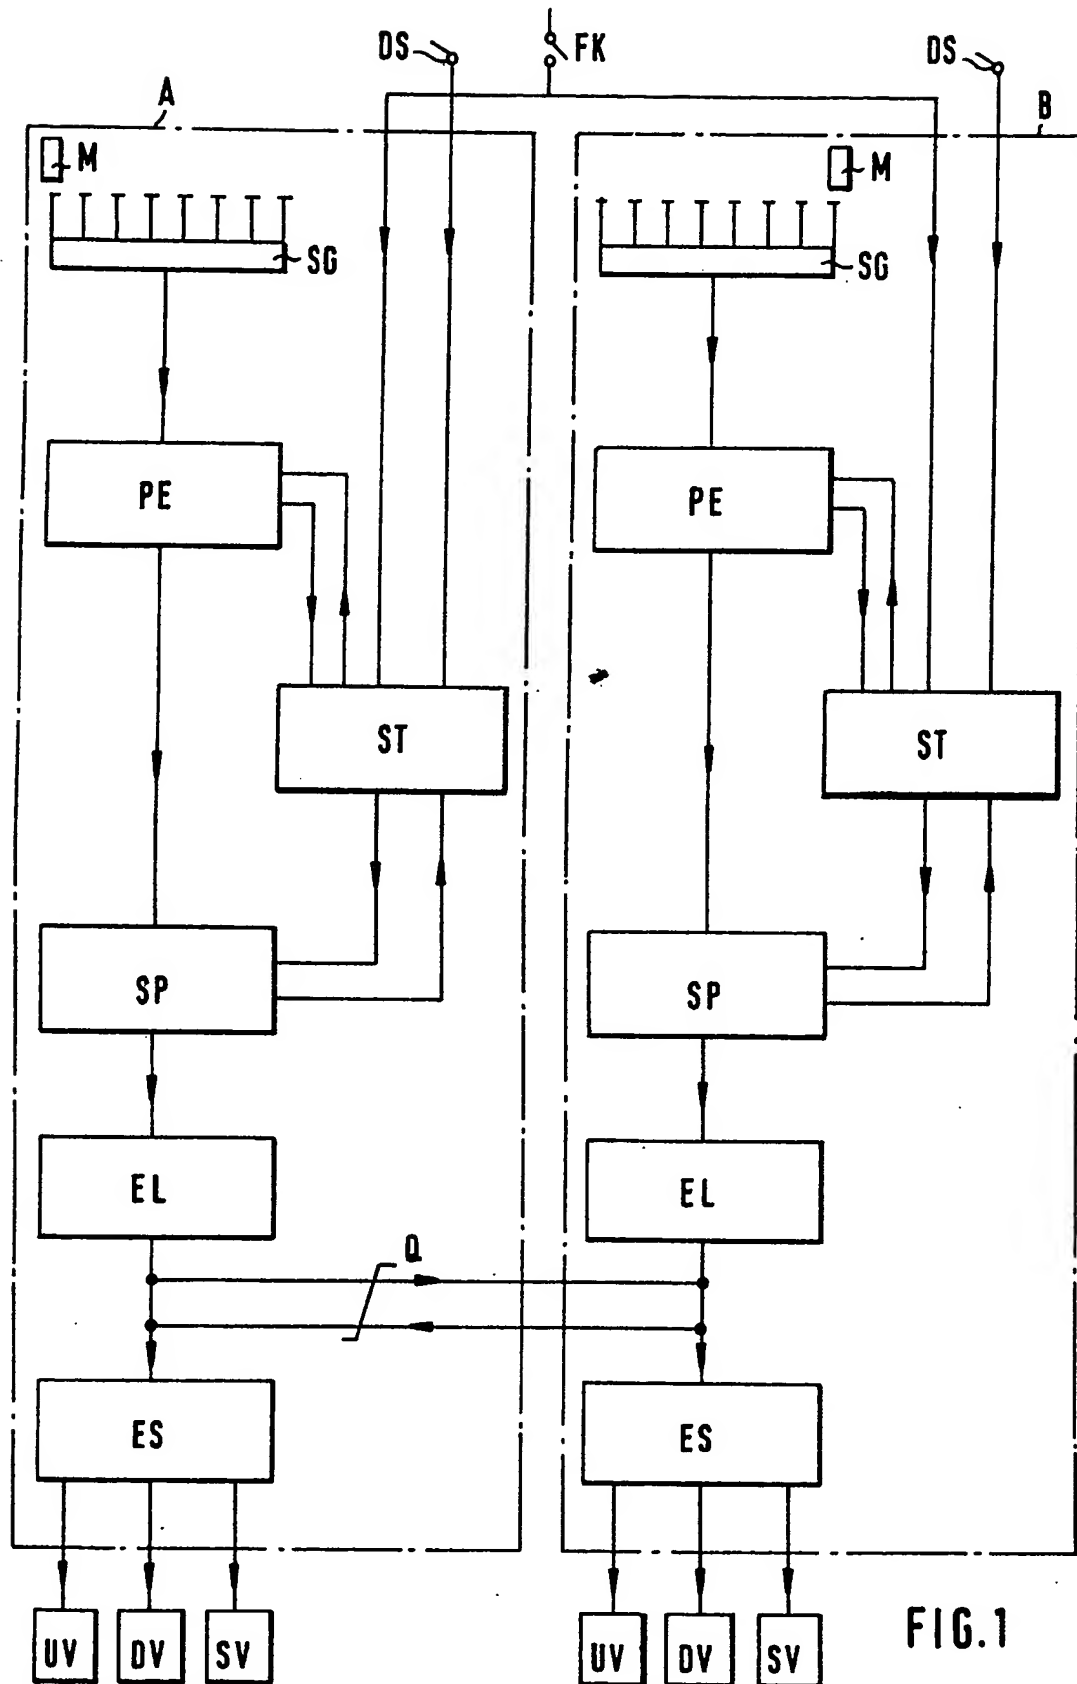 DS FK DS
A B
M M
SG SG
PE PE
ST ST
SP SP
EL EL
Q
ES ES
UV DV SV UV DV SV
FIG.1